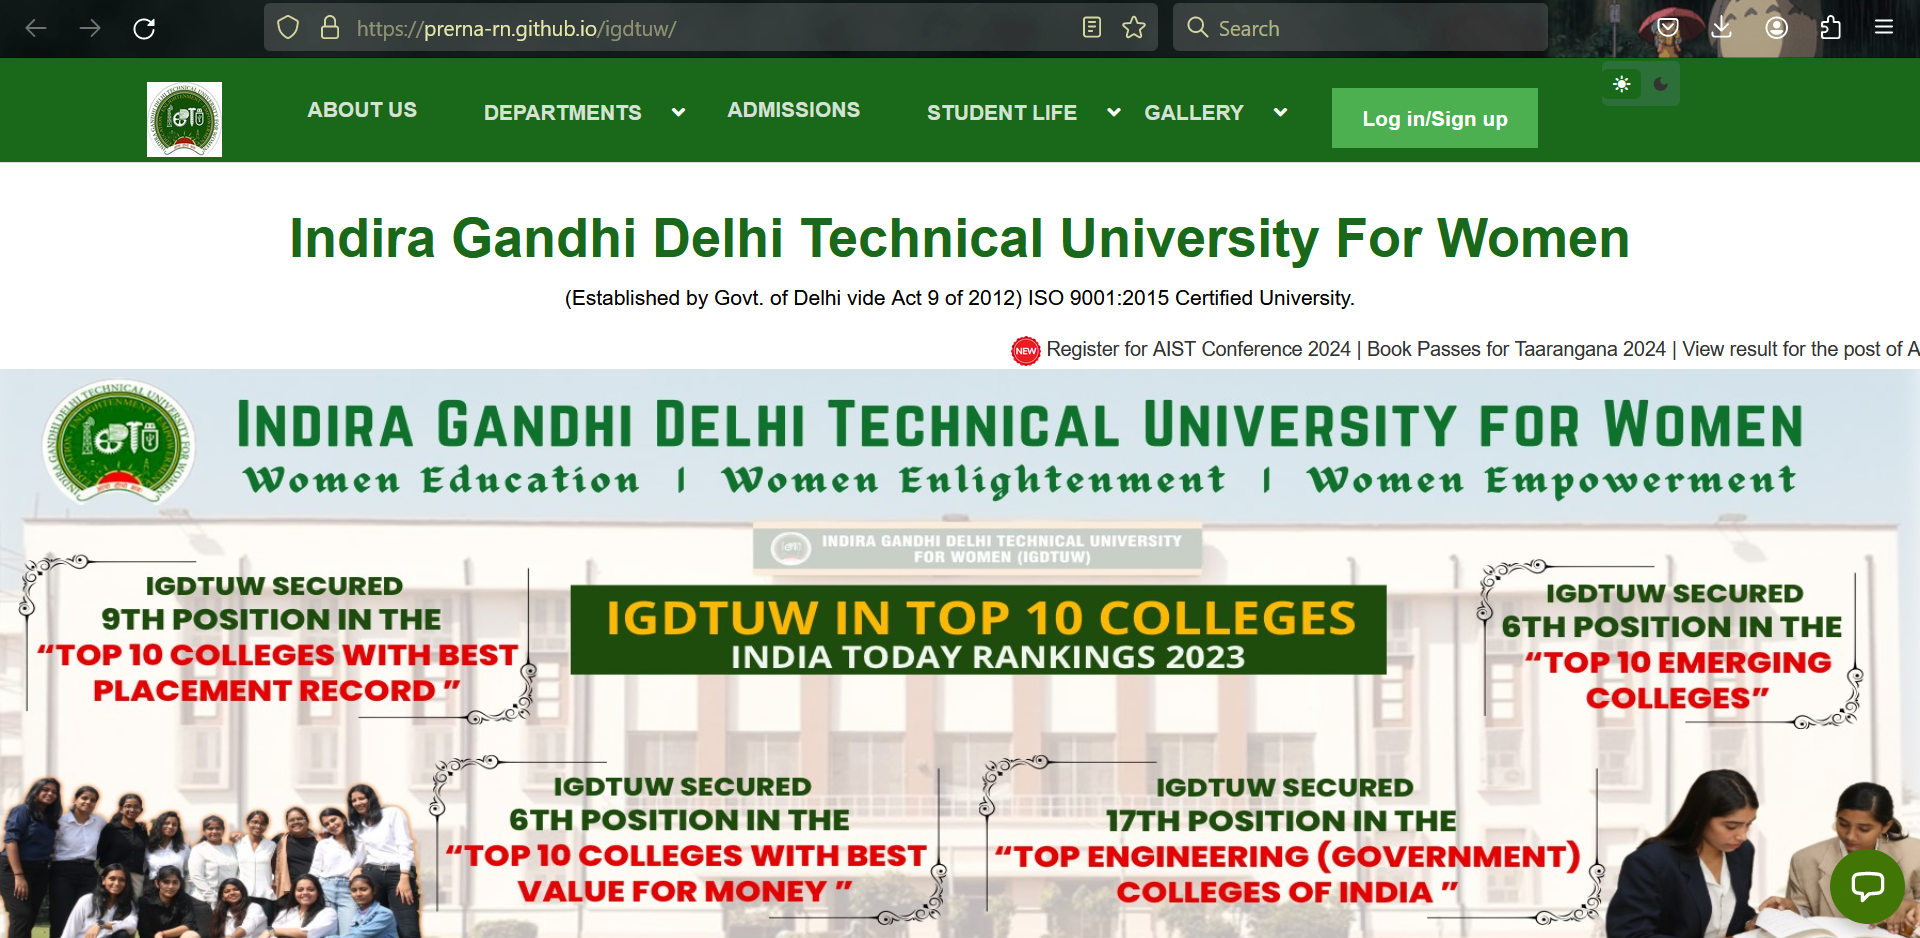 https://prerna-rn.github.io/igdtuw/
Search
ABOUT US
DEPARTMENTS
ADMISSIONS
STUDENT LIFE
GALLERY
Log in/Sign up
Indira Gandhi Delhi Technical University For Women
(Established by Govt. of Delhi vide Act 9 of 2012) ISO 9001:2015 Certified University.
NEW Register for AIST Conference 2024 | Book Passes for Taarangana 2024 | View result for the post of A
INDIRA GANDHI DELHI TECHNICAL UNIVERSITY FOR WOMEN
Women Education | Women Enlightenment | Women Empowerment
INDIRA GANDHI DELHI TECHNICAL UNIVERSITY
FOR WOMEN (IGDTUW)
IGDTUW IN TOP 10 COLLEGES
INDIA TODAY RANKINGS 2023
IGDTUW SECURED
9TH POSITION IN THE
“TOP 10 COLLEGES WITH BEST
PLACEMENT RECORD ”
IGDTUW SECURED
6TH POSITION IN THE
“TOP 10 EMERGING
COLLEGES”
IGDTUW SECURED
6TH POSITION IN THE
“TOP 10 COLLEGES WITH BEST
VALUE FOR MONEY ”
IGDTUW SECURED
17TH POSITION IN THE
“TOP ENGINEERING (GOVERNMENT)
COLLEGES OF INDIA ”